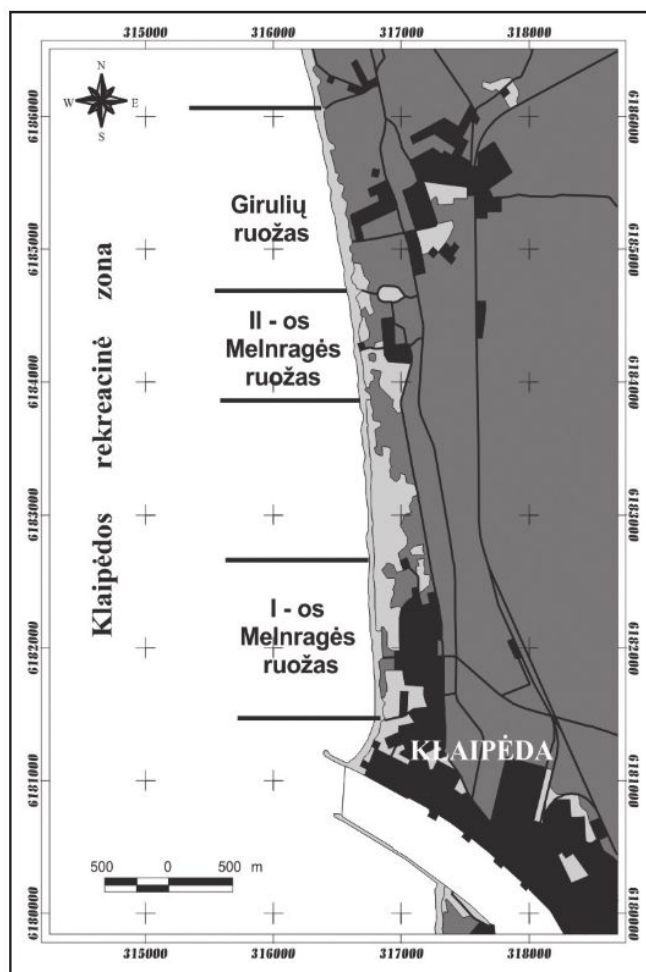 315000 316000 317000 318000
N
W E
S
6186000 6186000
Girulių
ruožas
6185000 6185000
Klaipėdos rekreacinė zona
II - os
Melnragės
ruožas
6184000 6184000
6183000 6183000
I - os
Melnragės
ruožas
6182000 6182000
KLAIPĖDA
6181000 6181000
500 0 500 m
6180000 6180000
315000 316000 317000 318000